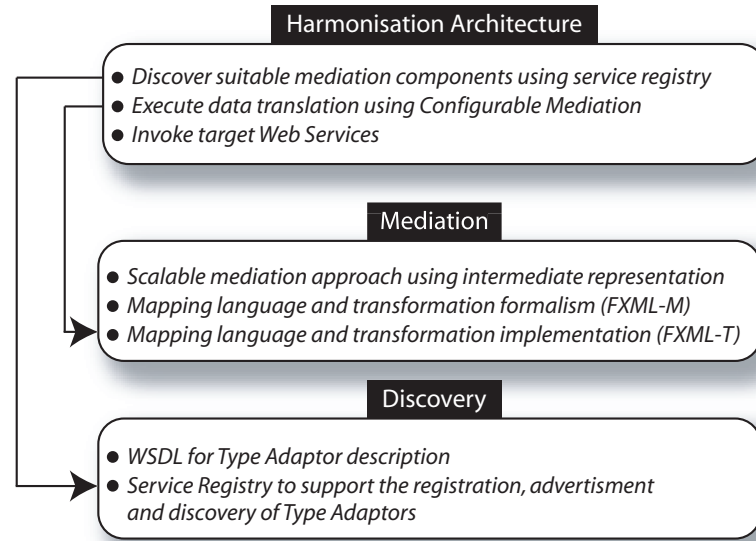 Harmonisation Architecture
● Discover suitable mediation components using service registry
● Execute data translation using Configurable Mediation
● Invoke target Web Services
Mediation
● Scalable mediation approach using intermediate representation
● Mapping language and transformation formalism (FXML-M)
● Mapping language and transformation implementation (FXML-T)
Discovery
● WSDL for Type Adaptor description
● Service Registry to support the registration, advertisment
and discovery of Type Adaptors